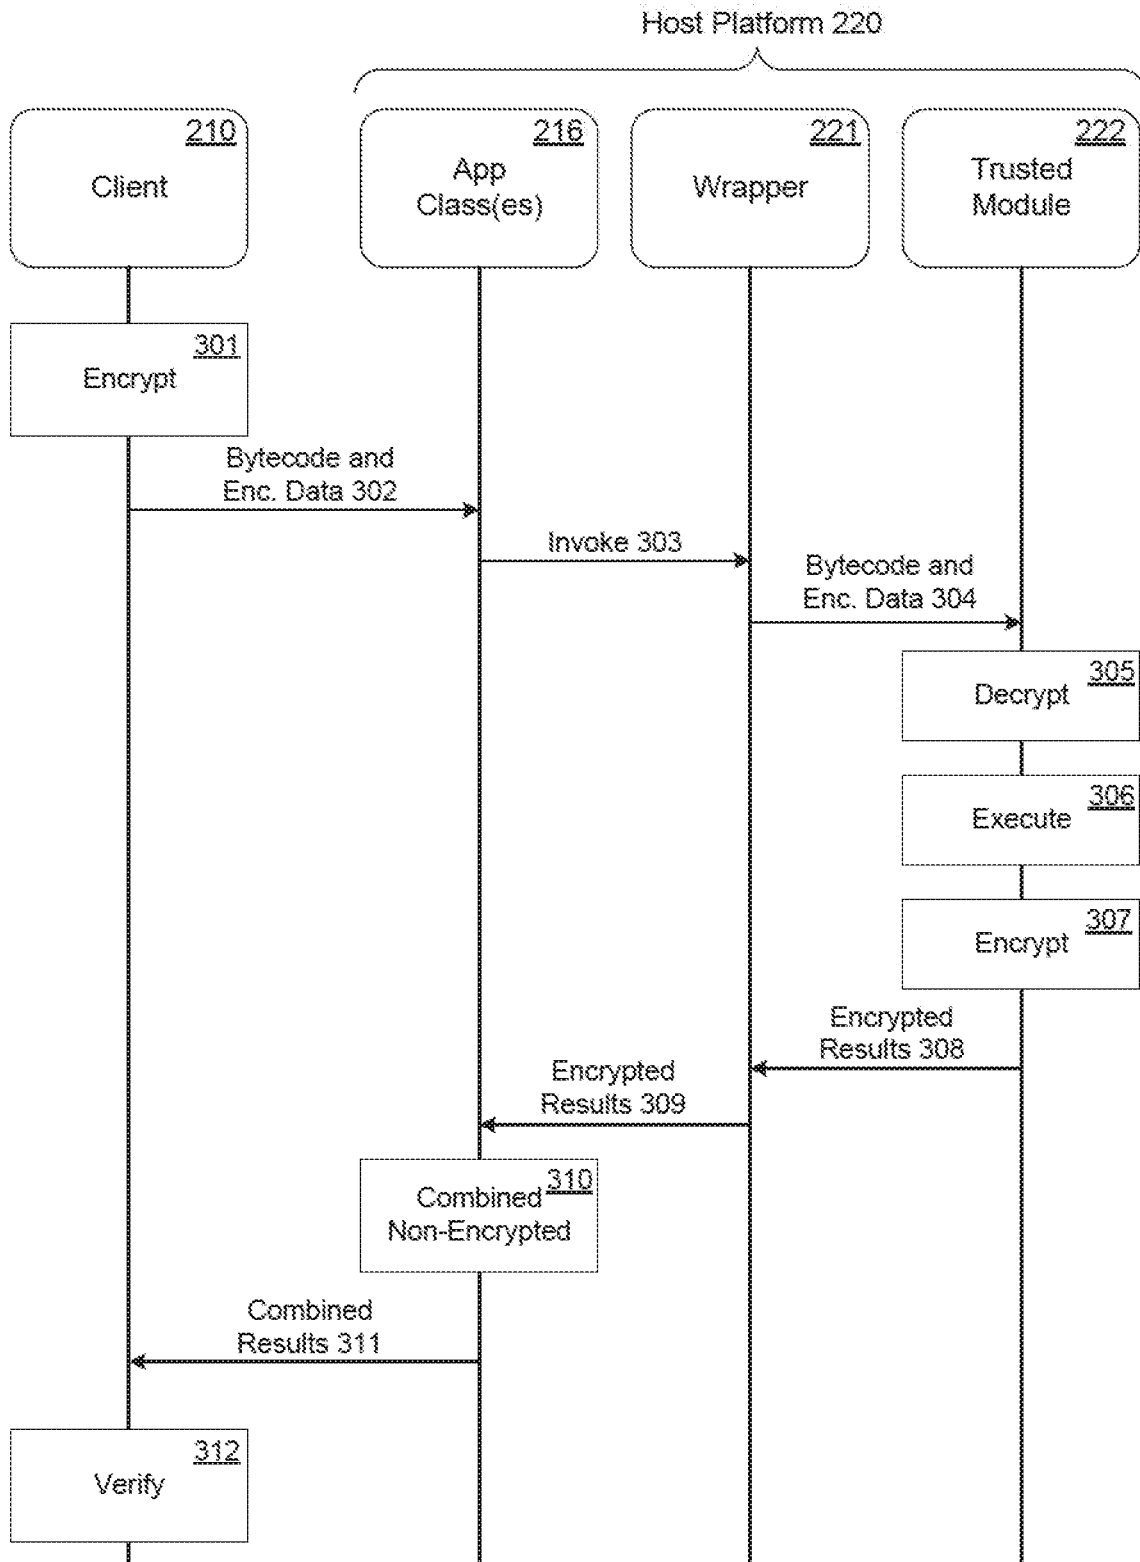 Host Platform 220
210
Client
216
App
Class(es)
221
Wrapper
222
Trusted
Module
301
Encrypt
Bytecode and
Enc. Data 302
Invoke 303
Bytecode and
Enc. Data 304
305
Decrypt
306
Execute
307
Encrypt
Encrypted
Results 308
Encrypted
Results 309
310
Combined
Non-Encrypted
Combined
Results 311
312
Verify